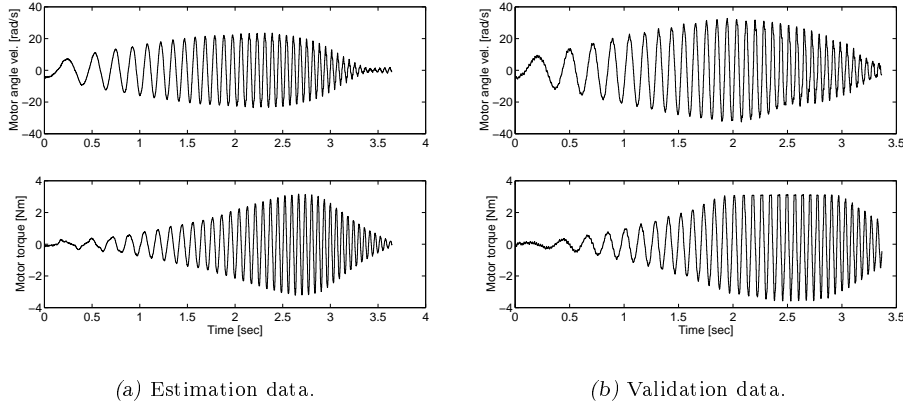 40
20
0
−20
−40
Motor angle vel. [rad/s]
0 0.5 1 1.5 2 2.5 3 3.5 4
4
2
0
−2
−4
Motor torque [Nm]
0 0.5 1 1.5 2 2.5 3 3.5 4
Time [sec]
(a) Estimation data.
40
20
0
−20
−40
Motor angle vel. [rad/s]
0 0.5 1 1.5 2 2.5 3 3.5
4
2
0
−2
−4
Motor torque [Nm]
0 0.5 1 1.5 2 2.5 3 3.5
Time [sec]
(b) Validation data.